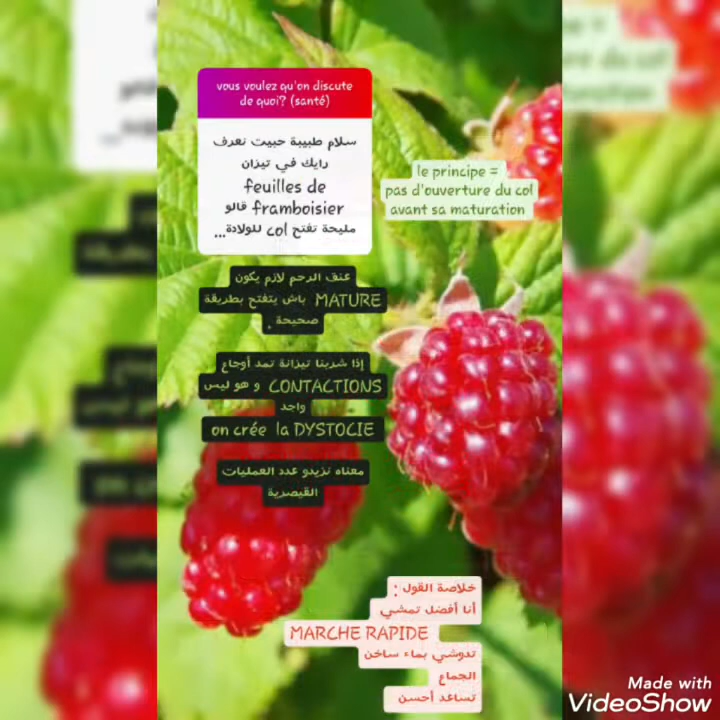 vous voulez qu'on discute
de quoi? (santé)
سلام طبيبة حبيت نعرف
رايك في تيزان
feuilles de
framboisier قالو
مليحة تفتح col للولادة...
le principe =
pas d'ouverture du col
avant sa maturation
عنق الرحم لازم يكون
MATURE باش يتفتح بطريقة
صحيحة .
إذا شربنا تيزانة تمد أوجاع
CONTACTIONS و هو ليس
واجد
on crée la DYSTOCIE
معناه نزيدو عدد العمليات
القيصرية
خلاصة القول :
أنا أفضل تمشي
MARCHE RAPIDE
تدوشي بماء ساخن
الجماع
تساعد أحسن
Made with
VideoShow